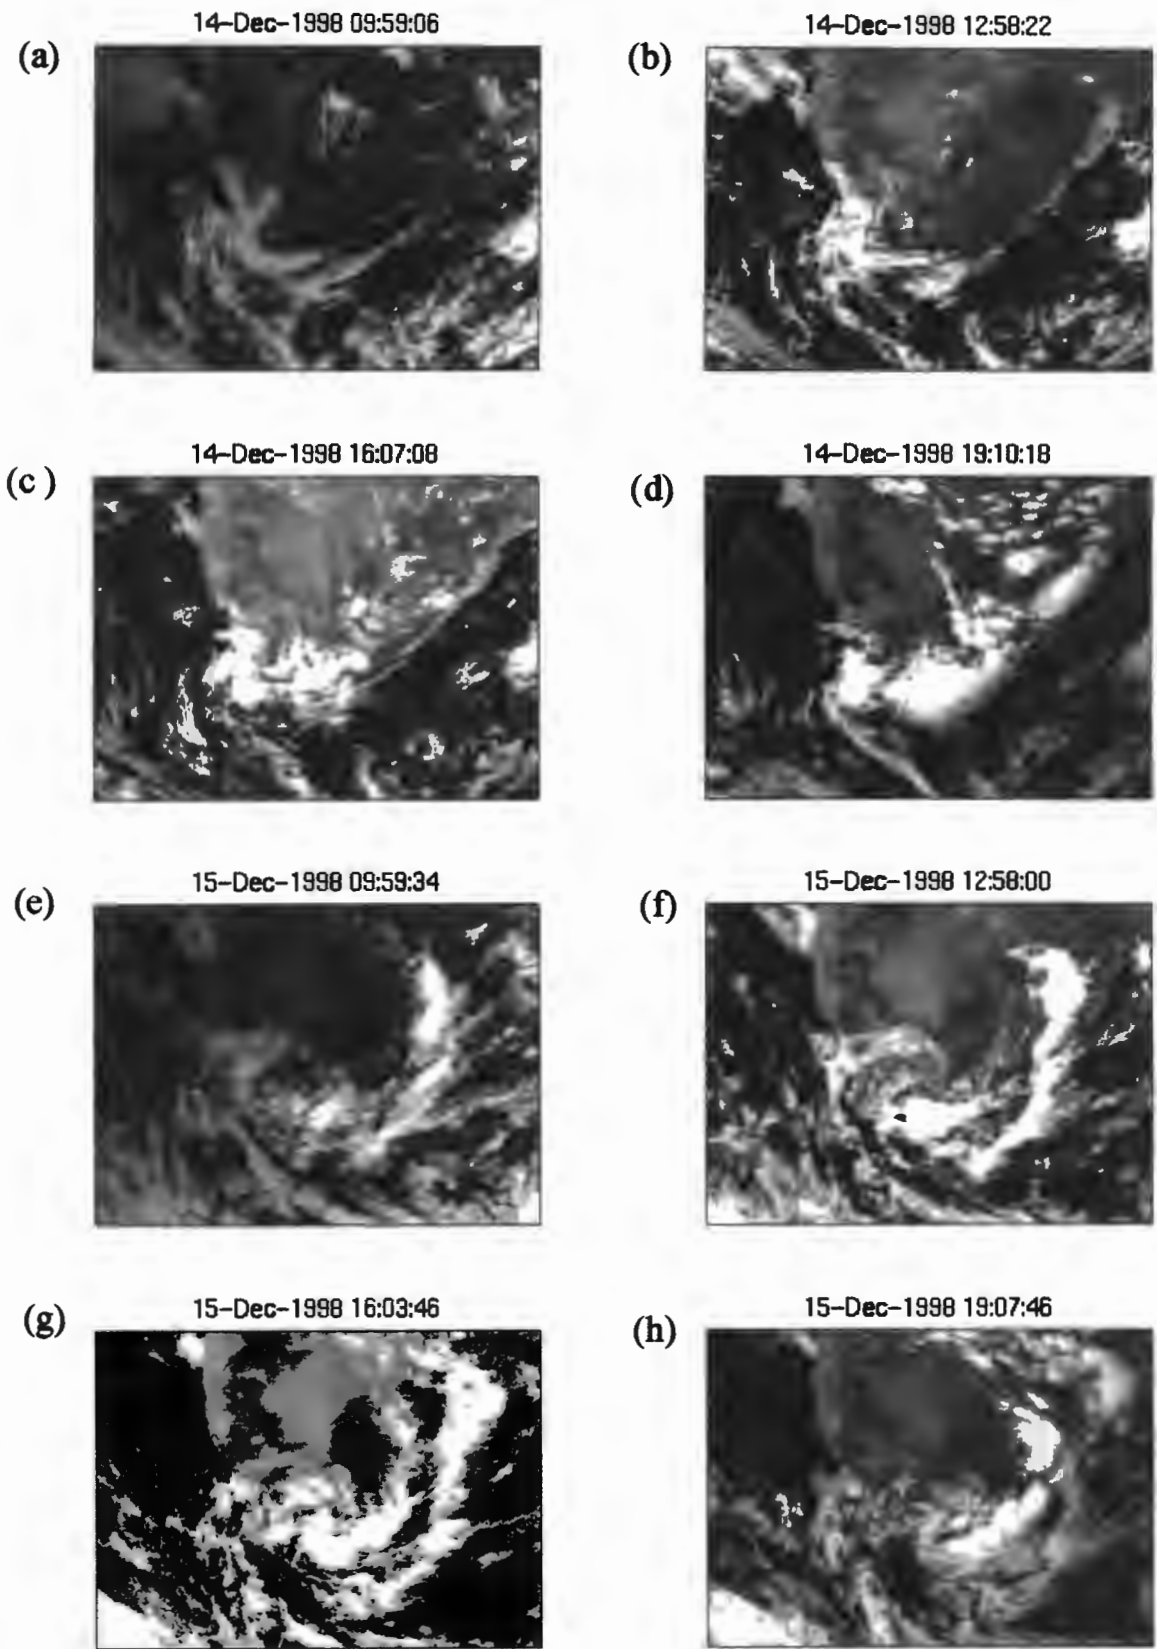 14-Dec-1998 09:59:06
14-Dec-1998 12:58:22
(a)
(b)
14-Dec-1998 16:07:08
14-Dec-1998 19:10:18
(c )
(d)
15-Dec-1998 09:59:34
15-Dec-1998 12:58:00
(e)
(f)
15-Dec-1998 16:03:46
15-Dec-1998 19:07:46
(g)
(h)